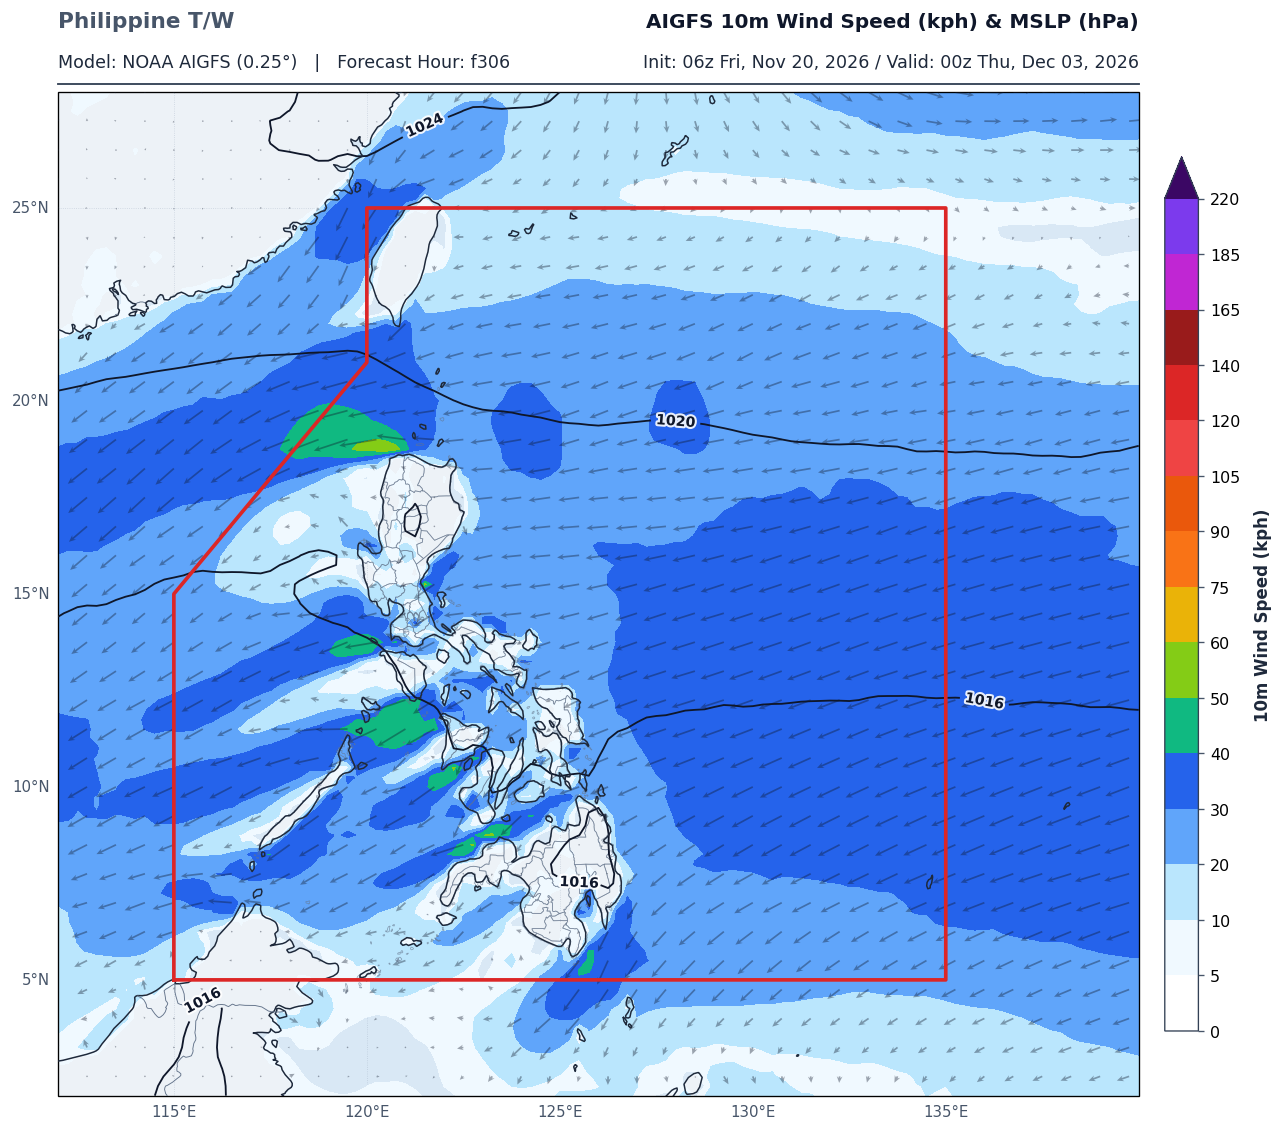 Philippine T/W
AIGFS 10m Wind Speed (kph) & MSLP (hPa)
Model: NOAA AIGFS (0.25°)   |   Forecast Hour: f306
Init: 06z Fri, Nov 20, 2026 / Valid: 00z Thu, Dec 03, 2026
1024
1020
1016
1016
1016
25°N
20°N
15°N
10°N
5°N
115°E
120°E
125°E
130°E
135°E
220
185
165
140
120
105
90
75
60
50
40
30
20
10
5
0
10m Wind Speed (kph)